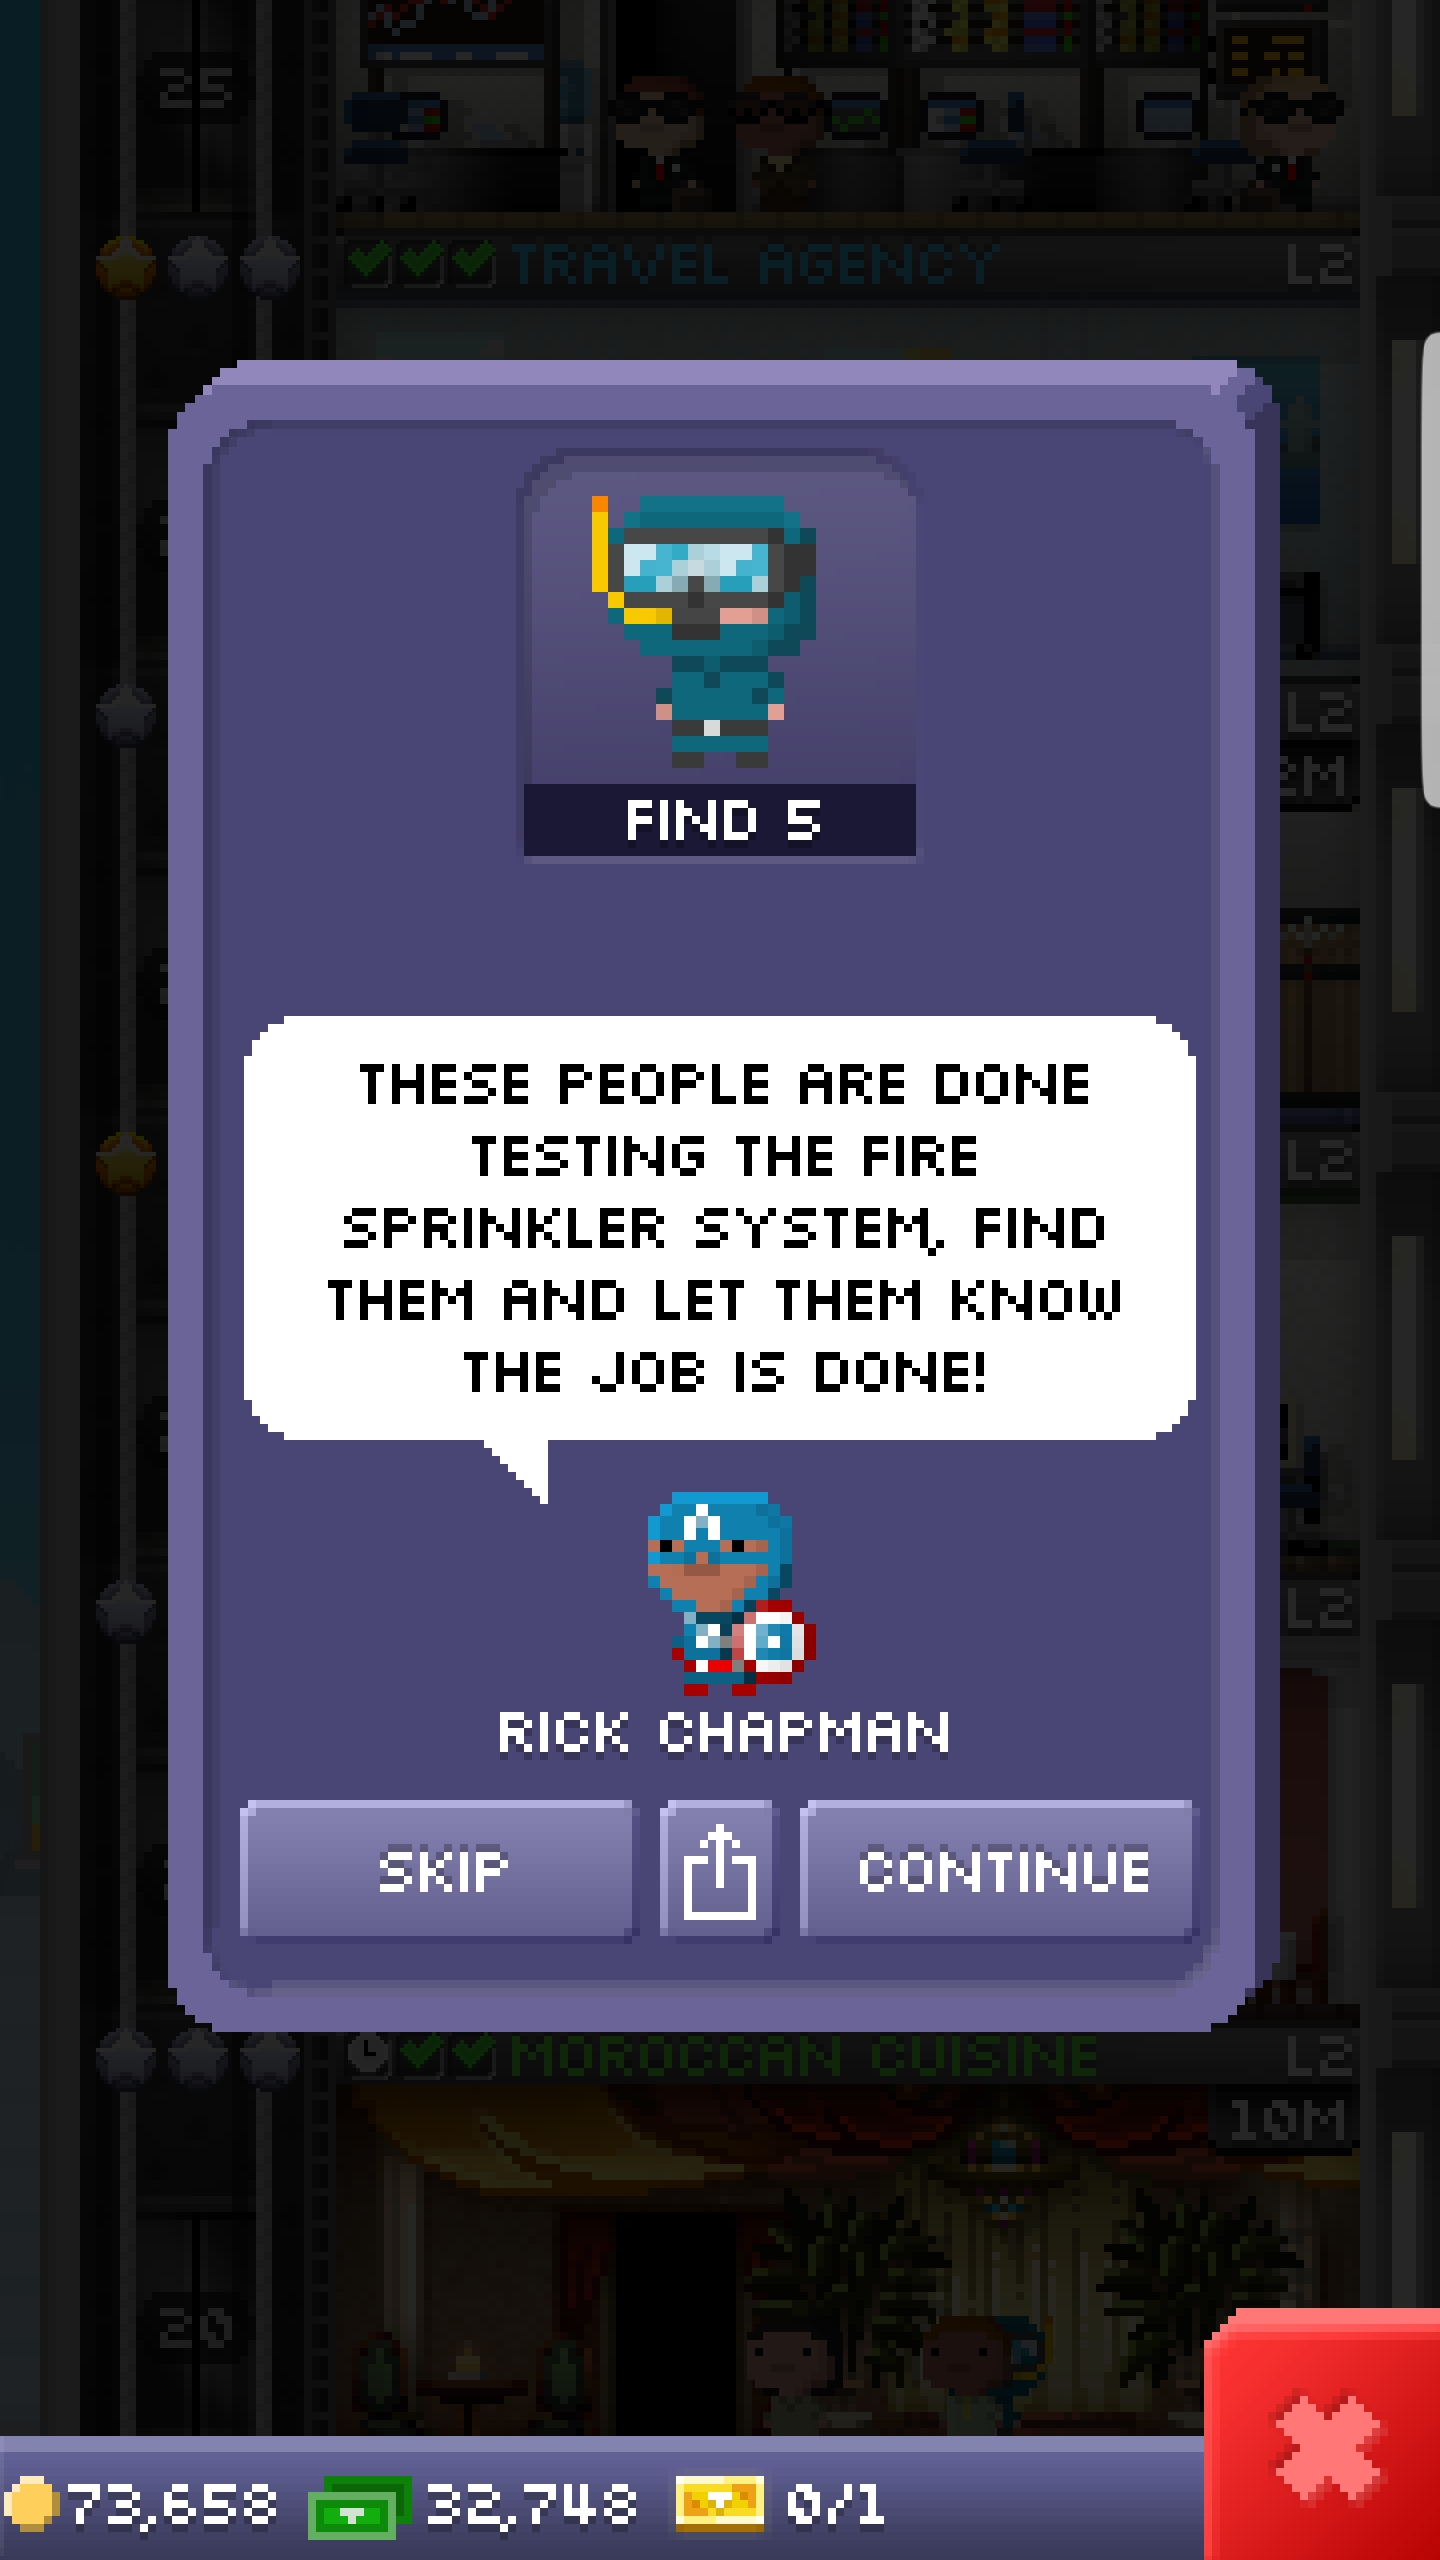 25
TRAVEL AGENCY L2
FIND 5
L2
2M
L2
THESE PEOPLE ARE DONE
TESTING THE FIRE
SPRINKLER SYSTEM, FIND
THEM AND LET THEM KNOW
THE JOB IS DONE!
L2
RICK CHAPMAN
SKIP
CONTINUE
MOROCCAN CUISINE L2
10M
20
73,658 32,748 0/1